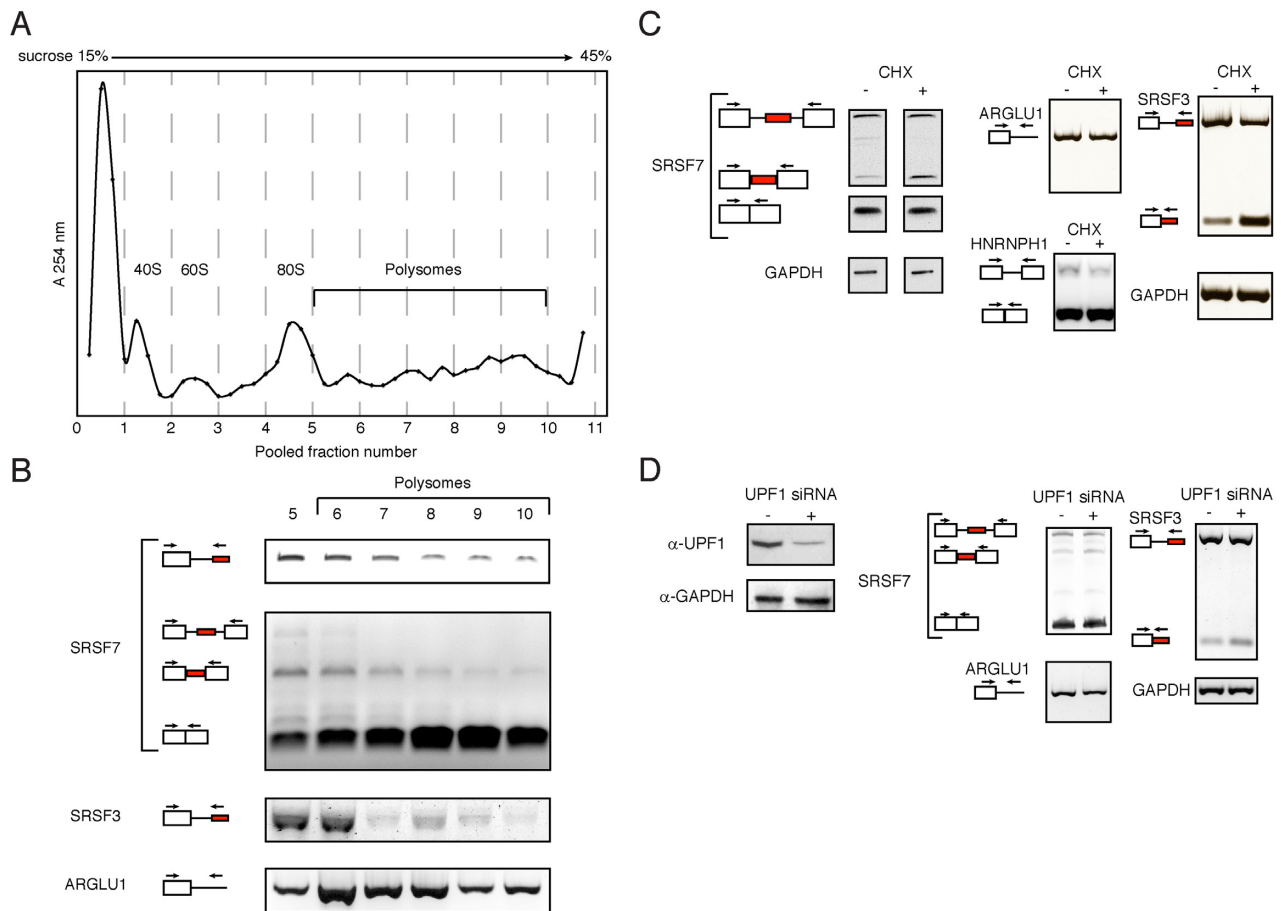 A
sucrose 15% 45%
A 254 nm
40S 60S 80S Polysomes
0 1 2 3 4 5 6 7 8 9 10 11
Pooled fraction number
B
Polysomes
5 6 7 8 9 10
SRSF7
SRSF3
ARGLU1
C
CHX
- +
SRSF7
GAPDH
CHX
- +
ARGLU1
CHX
HNRNPH1 - +
CHX
- +
SRSF3
GAPDH
D
UPF1 siRNA
- +
α-UPF1
α-GAPDH
UPF1 siRNA
- +
SRSF7
ARGLU1
UPF1 siRNA
- +
SRSF3
GAPDH